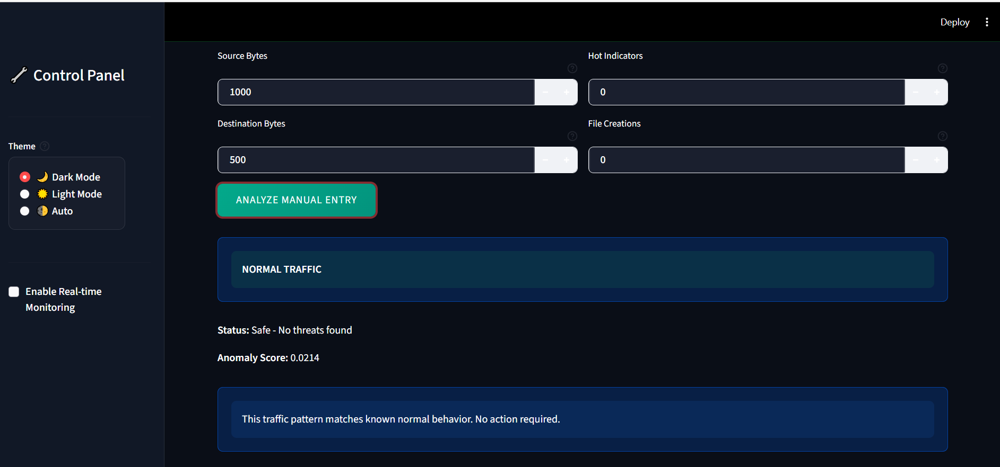 Deploy
Control Panel
Theme
Dark Mode
Light Mode
Auto
Enable Real-time
Monitoring
Source Bytes
1000
Hot Indicators
0
Destination Bytes
500
File Creations
0
ANALYZE MANUAL ENTRY
NORMAL TRAFFIC
Status: Safe - No threats found
Anomaly Score: 0.0214
This traffic pattern matches known normal behavior. No action required.